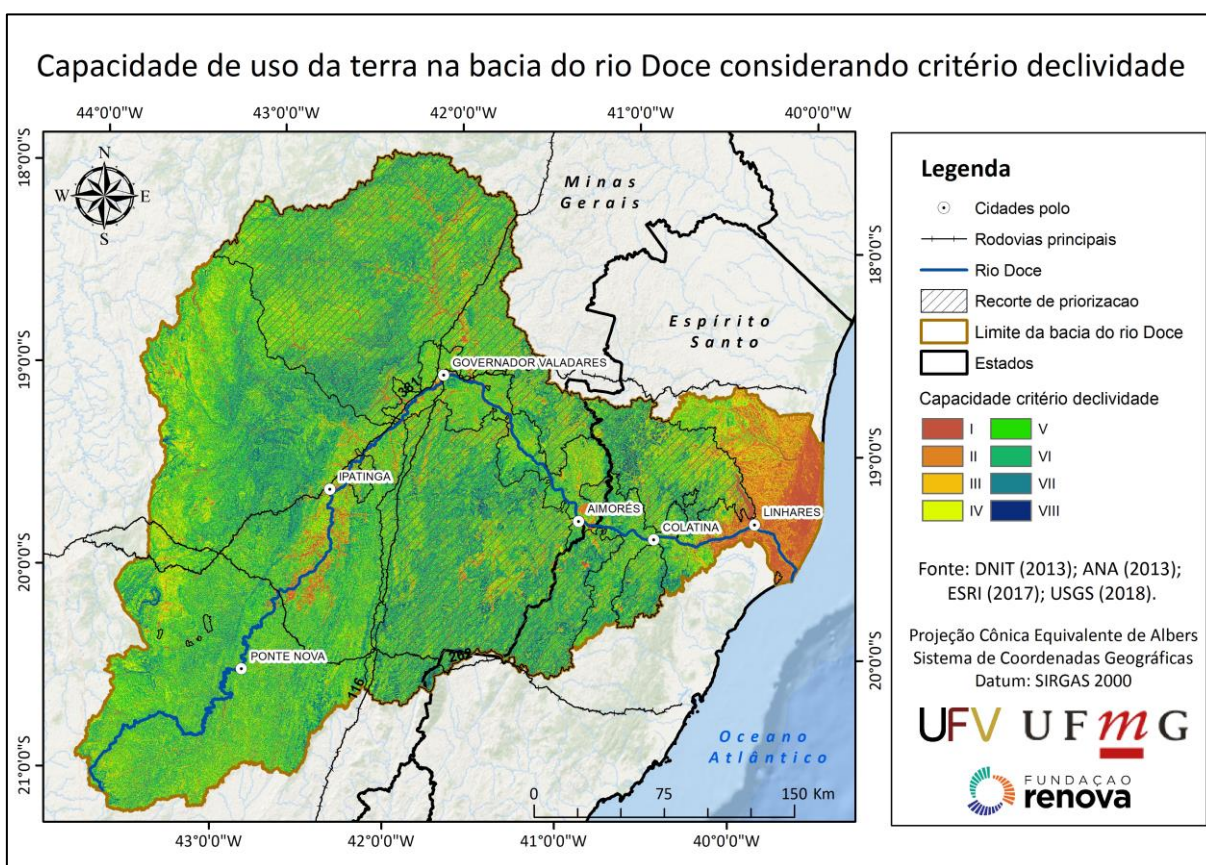 Capacidade de uso da terra na bacia do rio Doce considerando critério declividade
44°0'0"W 43°0'0"W 42°0'0"W 41°0'0"W 40°0'0"W
18°0'0"S
19°0'0"S
20°0'0"S
21°0'0"S
N
W E
S
Minas
Gerais
Espírito
Santo
GOVERNADOR VALADARES
381
IPATINGA
AIMORÉS
COLATINA
LINHARES
PONTE NOVA
262
116
Oceano
Atlântico
0 75 150 Km
18°0'0"S
19°0'0"S
20°0'0"S
43°0'0"W 42°0'0"W 41°0'0"W 40°0'0"W
Legenda
Cidades polo
Rodovias principais
Rio Doce
Recorte de priorizacao
Limite da bacia do rio Doce
Estados
Capacidade critério declividade
I V
II VI
III VII
IV VIII
Fonte: DNIT (2013); ANA (2013);
ESRI (2017); USGS (2018).
Projeção Cônica Equivalente de Albers
Sistema de Coordenadas Geográficas
Datum: SIRGAS 2000
UFV UFmG
FUNDAÇÃO
renova